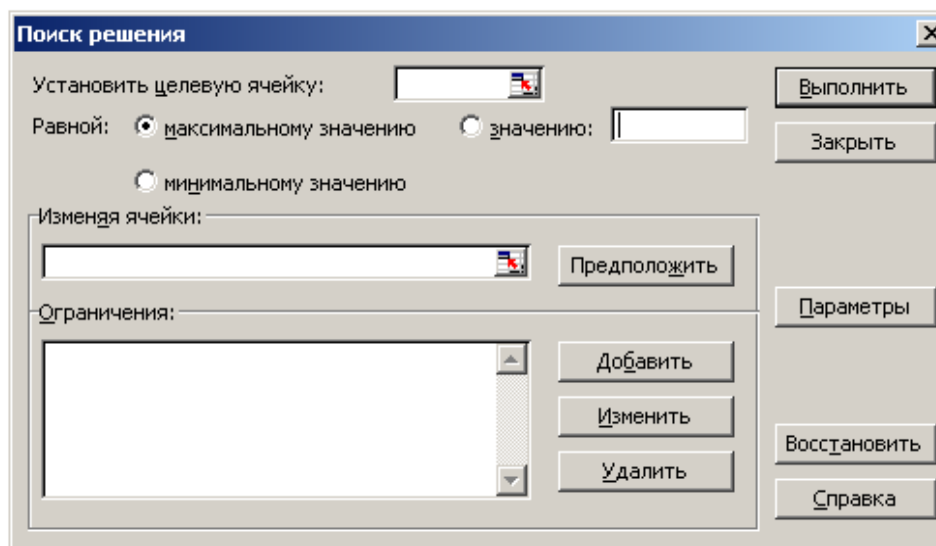 Поиск решения
Установить целевую ячейку:
Выполнить
Равной: максимальному значению значению:
Закрыть
минимальному значению
Изменяя ячейки:
Предположить
Параметры
Ограничения:
Добавить
Изменить
Удалить
Восстановить
Справка